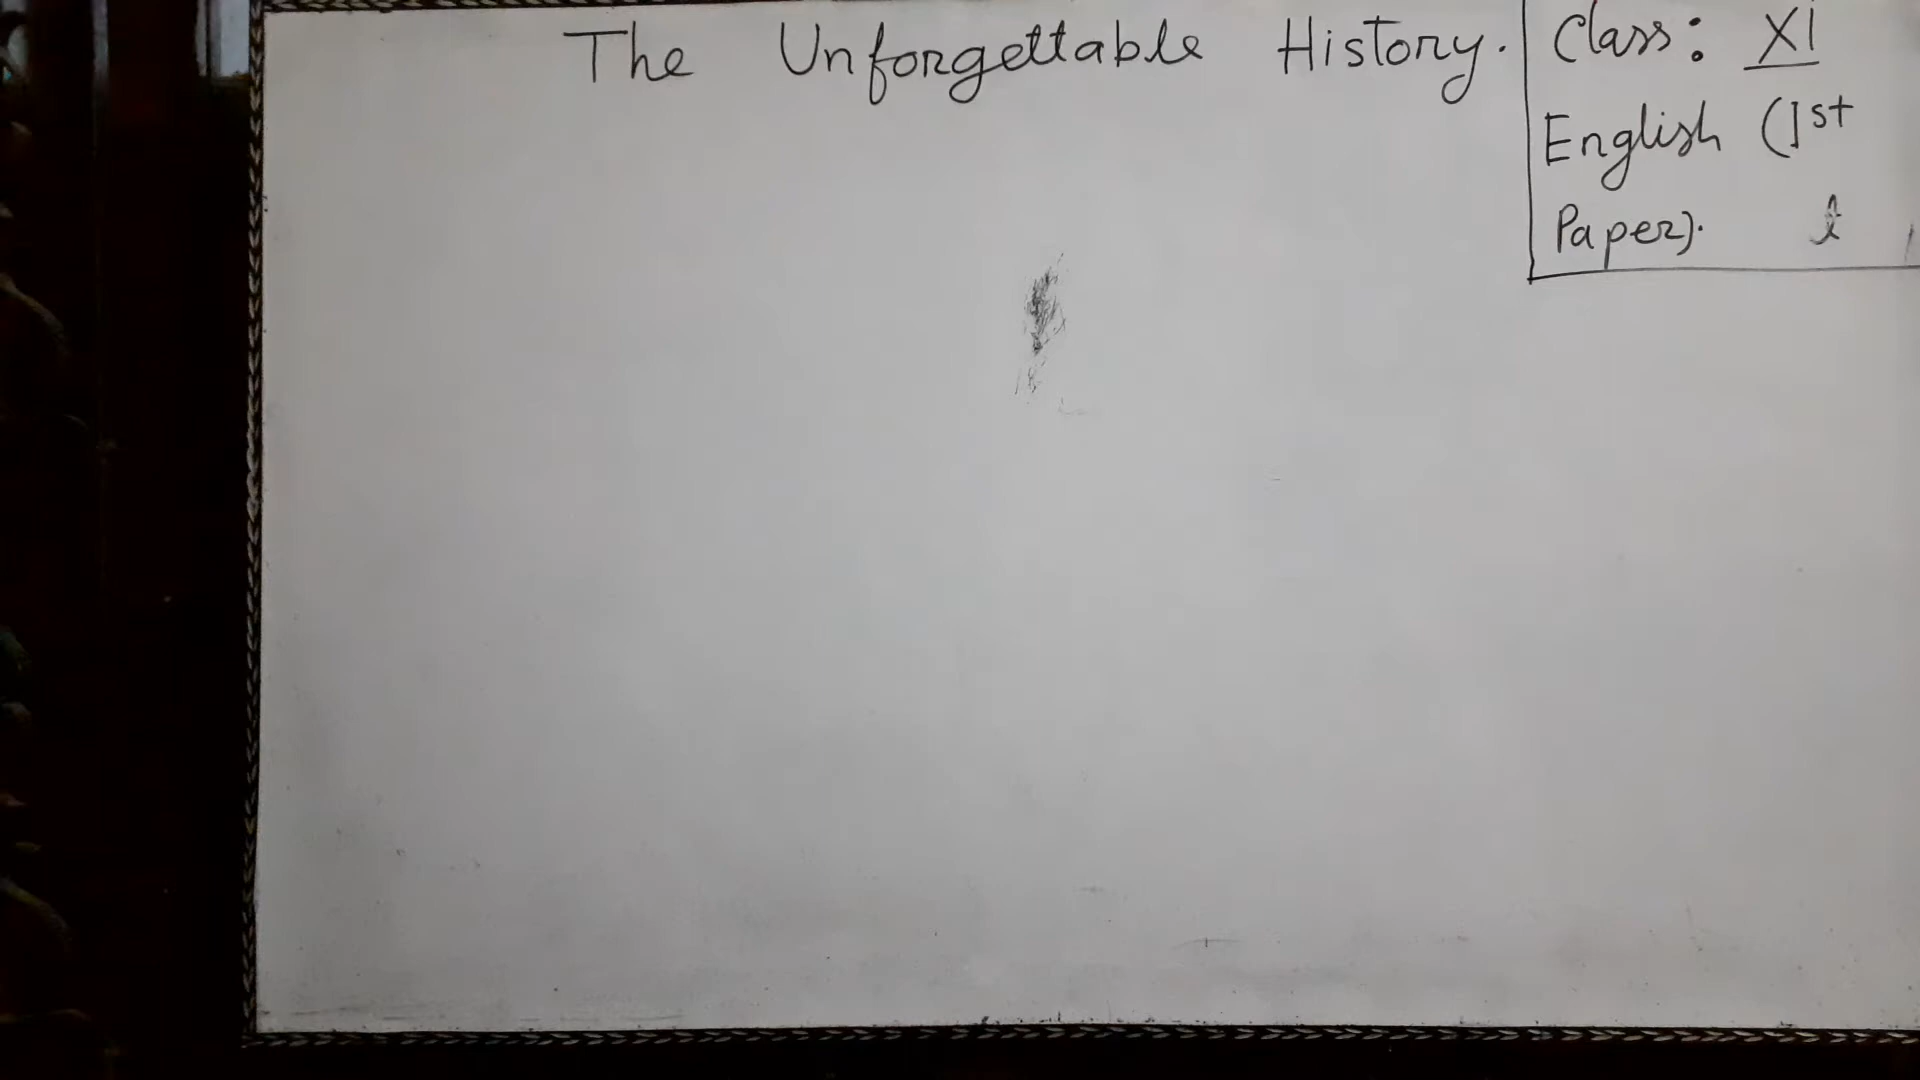 The Unforgettable History.
Class: XI
English (1st
Paper).